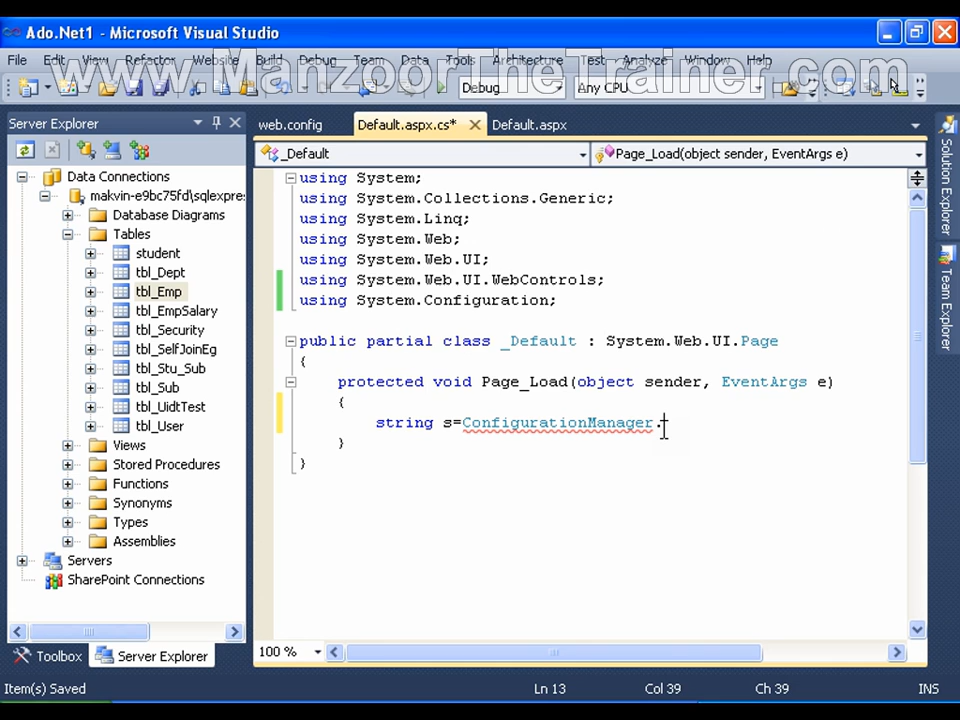 Ado.Net1 - Microsoft Visual Studio
File Edit View Refactor Website Build Debug Team Data Tools Architecture Test Analyze Window Help
www.ManzoorTheTrainer.com
Debug Any CPU
Server Explorer
web.config Default.aspx.cs* Default.aspx
_Default Page_Load(object sender, EventArgs e)
Data Connections
makvin-e9bc75fd\sqlexpres
Database Diagrams
Tables
student
tbl_Dept
tbl_Emp
tbl_EmpSalary
tbl_Security
tbl_SelfJoinEg
tbl_Stu_Sub
tbl_Sub
tbl_UidtTest
tbl_User
Views
Stored Procedures
Functions
Synonyms
Types
Assemblies
Servers
SharePoint Connections
using System;
using System.Collections.Generic;
using System.Linq;
using System.Web;
using System.Web.UI;
using System.Web.UI.WebControls;
using System.Configuration;
public partial class _Default : System.Web.UI.Page
{
protected void Page_Load(object sender, EventArgs e)
{
string s=ConfigurationManager.
}
}
Solution Explorer
Team Explorer
100 %
Toolbox Server Explorer
Item(s) Saved Ln 13 Col 39 Ch 39 INS